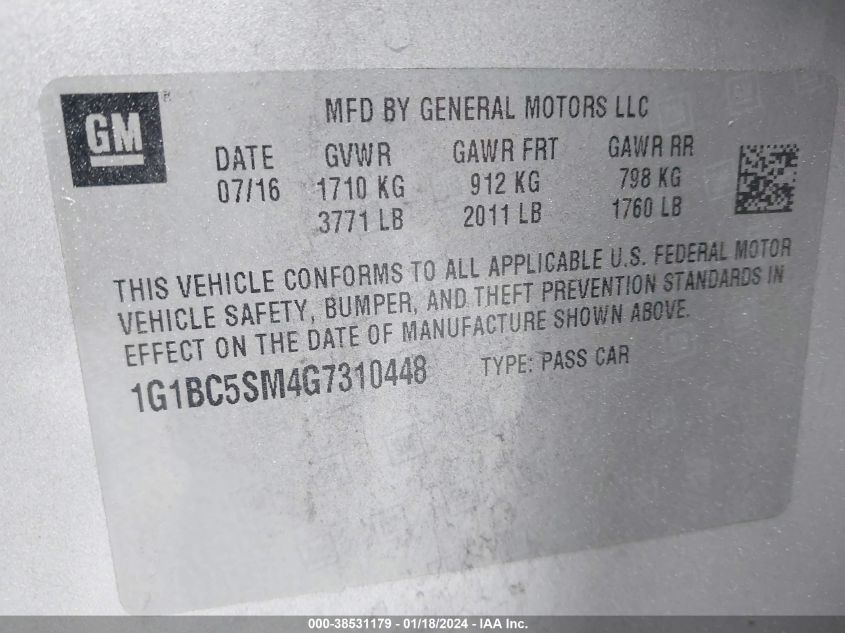 GM
MFD BY GENERAL MOTORS LLC
DATE GVWR GAWR FRT GAWR RR
07/16 1710 KG 912 KG 798 KG
3771 LB 2011 LB 1760 LB
THIS VEHICLE CONFORMS TO ALL APPLICABLE U.S. FEDERAL MOTOR
VEHICLE SAFETY, BUMPER, AND THEFT PREVENTION STANDARDS IN
EFFECT ON THE DATE OF MANUFACTURE SHOWN ABOVE.
1G1BC5SM4G7310448 TYPE: PASS CAR
000-38531179 - 01/18/2024 - IAA Inc.